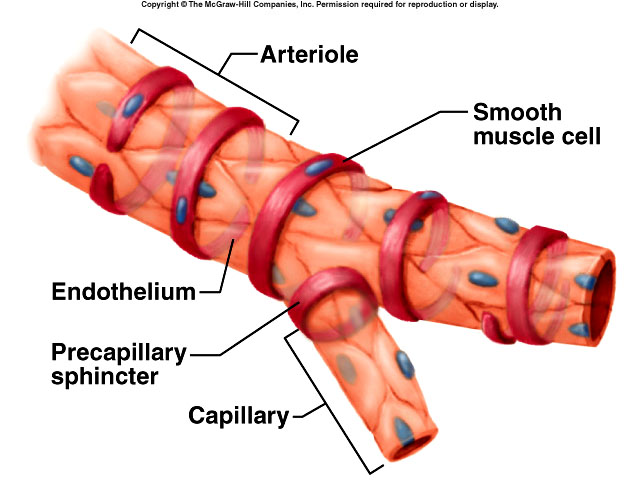 Copyright © The McGraw-Hill Companies, Inc. Permission required for reproduction or display.
Arteriole
Smooth
muscle cell
Endothelium
Precapillary
sphincter
Capillary